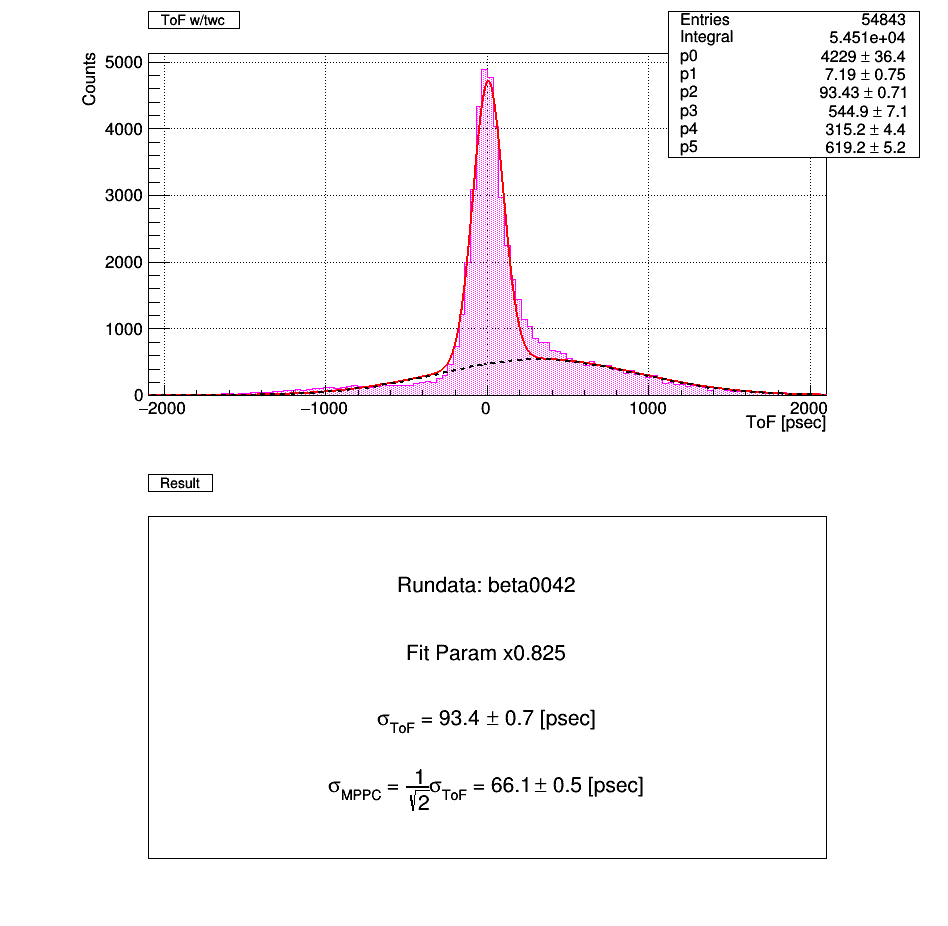 ToF w/twc
Entries 54843
Integral 5.451e+04
p0 4229 ± 36.4
p1 7.19 ± 0.75
p2 93.43 ± 0.71
p3 544.9 ± 7.1
p4 315.2 ± 4.4
p5 619.2 ± 5.2
Counts
5000
4000
3000
2000
1000
0
−2000 −1000 0 1000 2000
ToF [psec]
Result
Rundata: beta0042
Fit Param x0.825
σToF = 93.4 ± 0.7 [psec]
σMPPC = 1/√2 σToF = 66.1 ± 0.5 [psec]